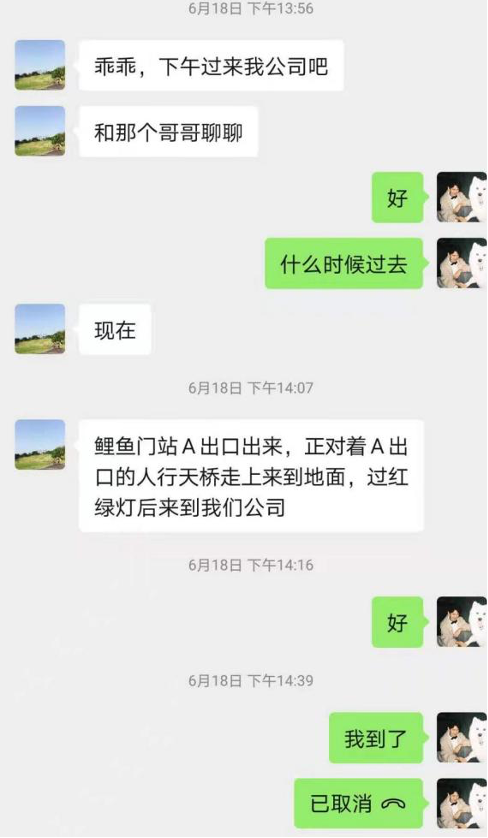 6月18日 下午13:56
乖乖，下午过来我公司吧
和那个哥哥聊聊
好
什么时候过去
现在
6月18日 下午14:07
鲤鱼门站A出口出来，正对着A出
口的人行天桥走上来到地面，过红
绿灯后来到我们公司
6月18日 下午14:16
好
6月18日 下午14:39
我到了
已取消